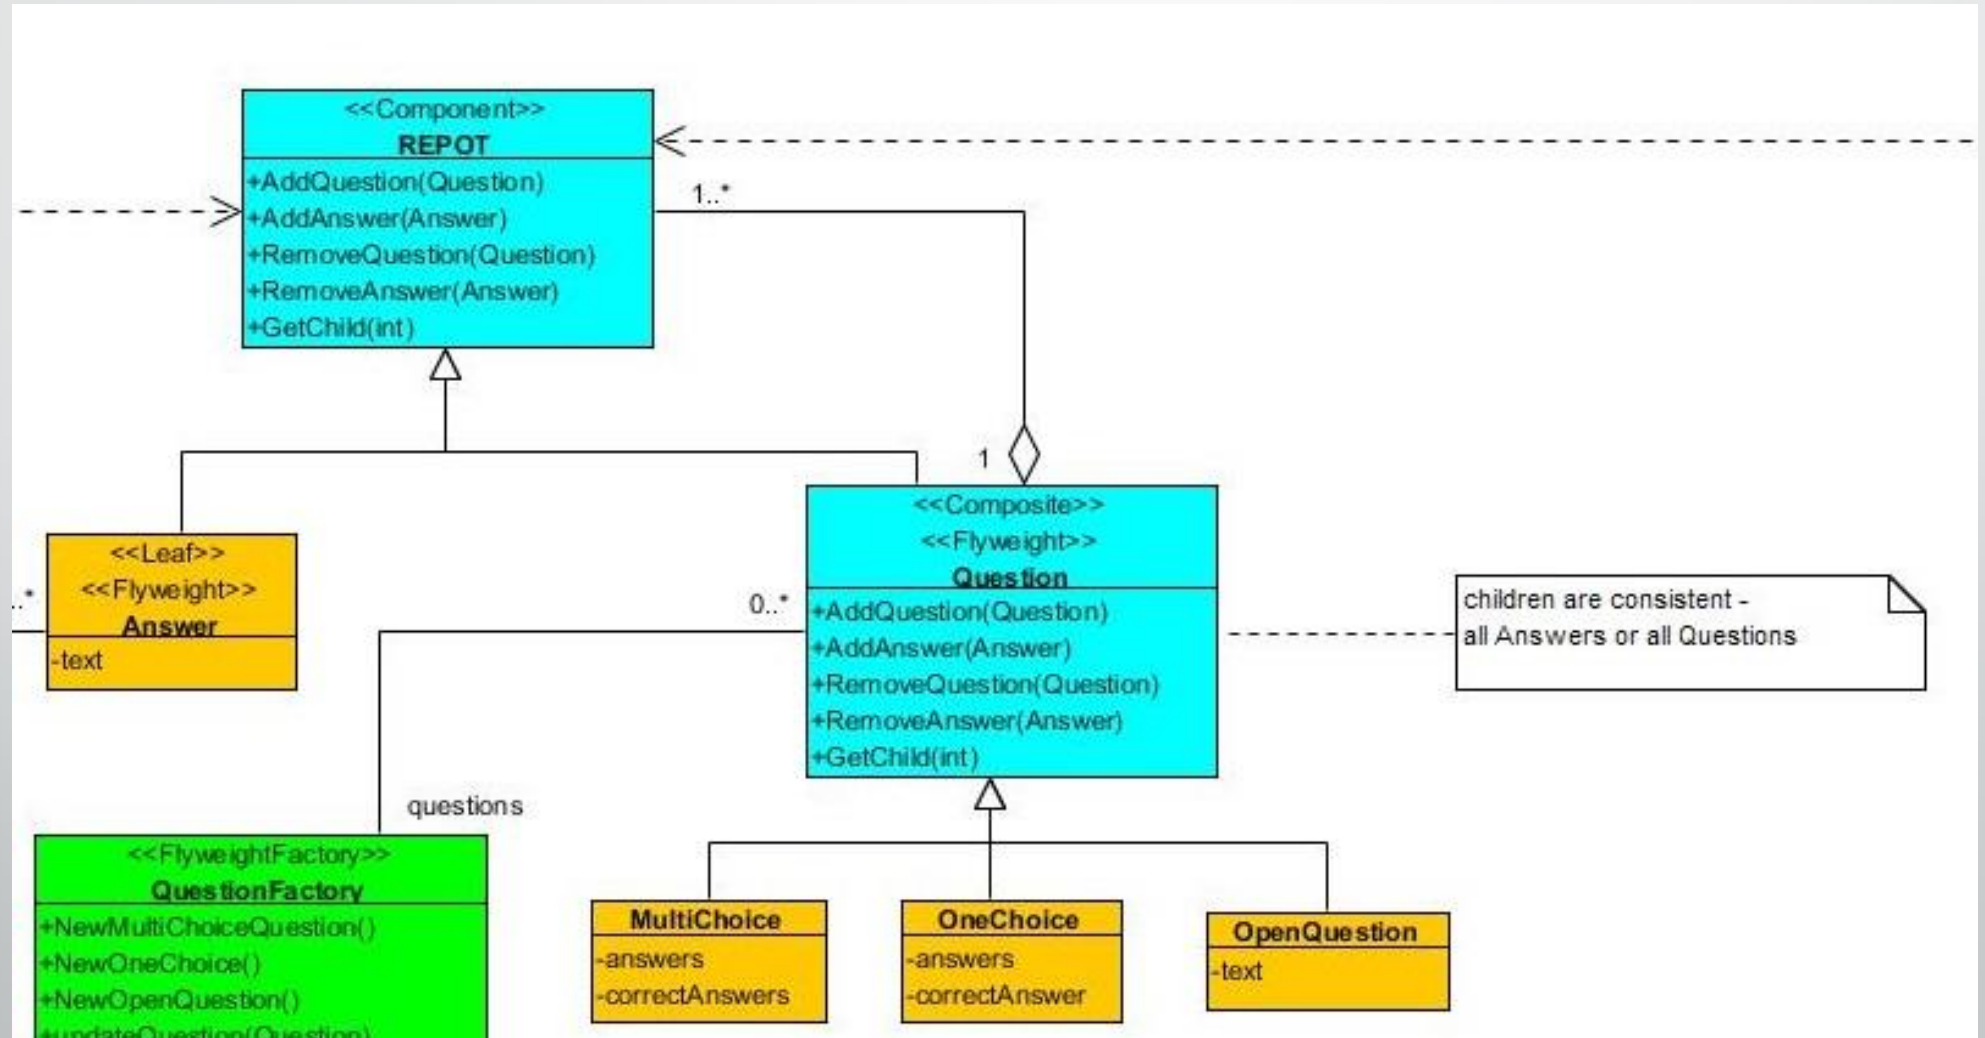 <<Component>>
REPOT
+AddQuestion(Question)
+AddAnswer(Answer)
+RemoveQuestion(Question)
+RemoveAnswer(Answer)
+GetChild(int)
1..*
1
<<Leaf>>
<<Flyweight>>
Answer
-text
..*
<<Composite>>
<<Flyweight>>
Question
+AddQuestion(Question)
+AddAnswer(Answer)
+RemoveQuestion(Question)
+RemoveAnswer(Answer)
+GetChild(int)
0..*
children are consistent -
all Answers or all Questions
questions
<<FlyweightFactory>>
QuestionFactory
+NewMultiChoiceQuestion()
+NewOneChoice()
+NewOpenQuestion()
+updateQuestion(Question)
MultiChoice
-answers
-correctAnswers
OneChoice
-answers
-correctAnswer
OpenQuestion
-text